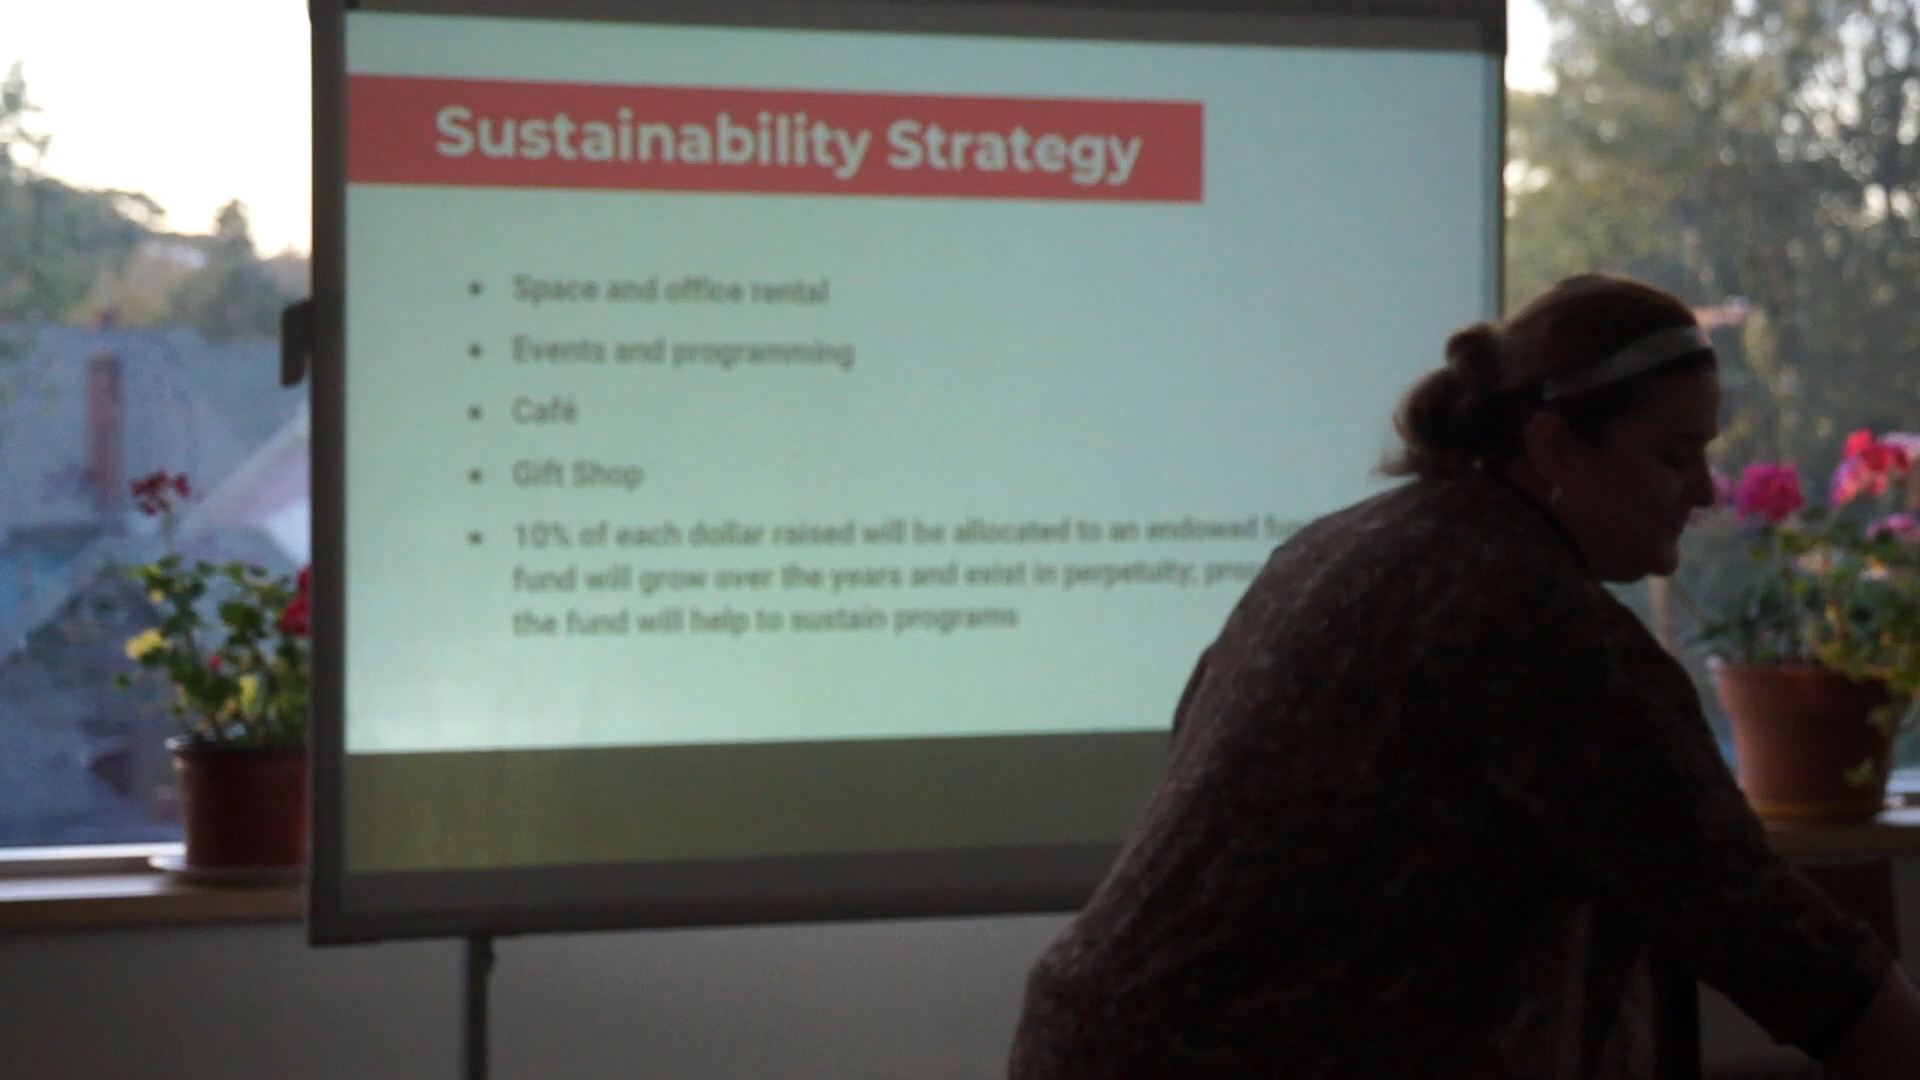 Sustainability Strategy
• Space and office rental
• Events and programming
• Café
• Gift Shop
• 10% of each dollar raised will be allocated to an endowed
fund will grow over the years and exist in perpetuity;
the fund will help to sustain programs